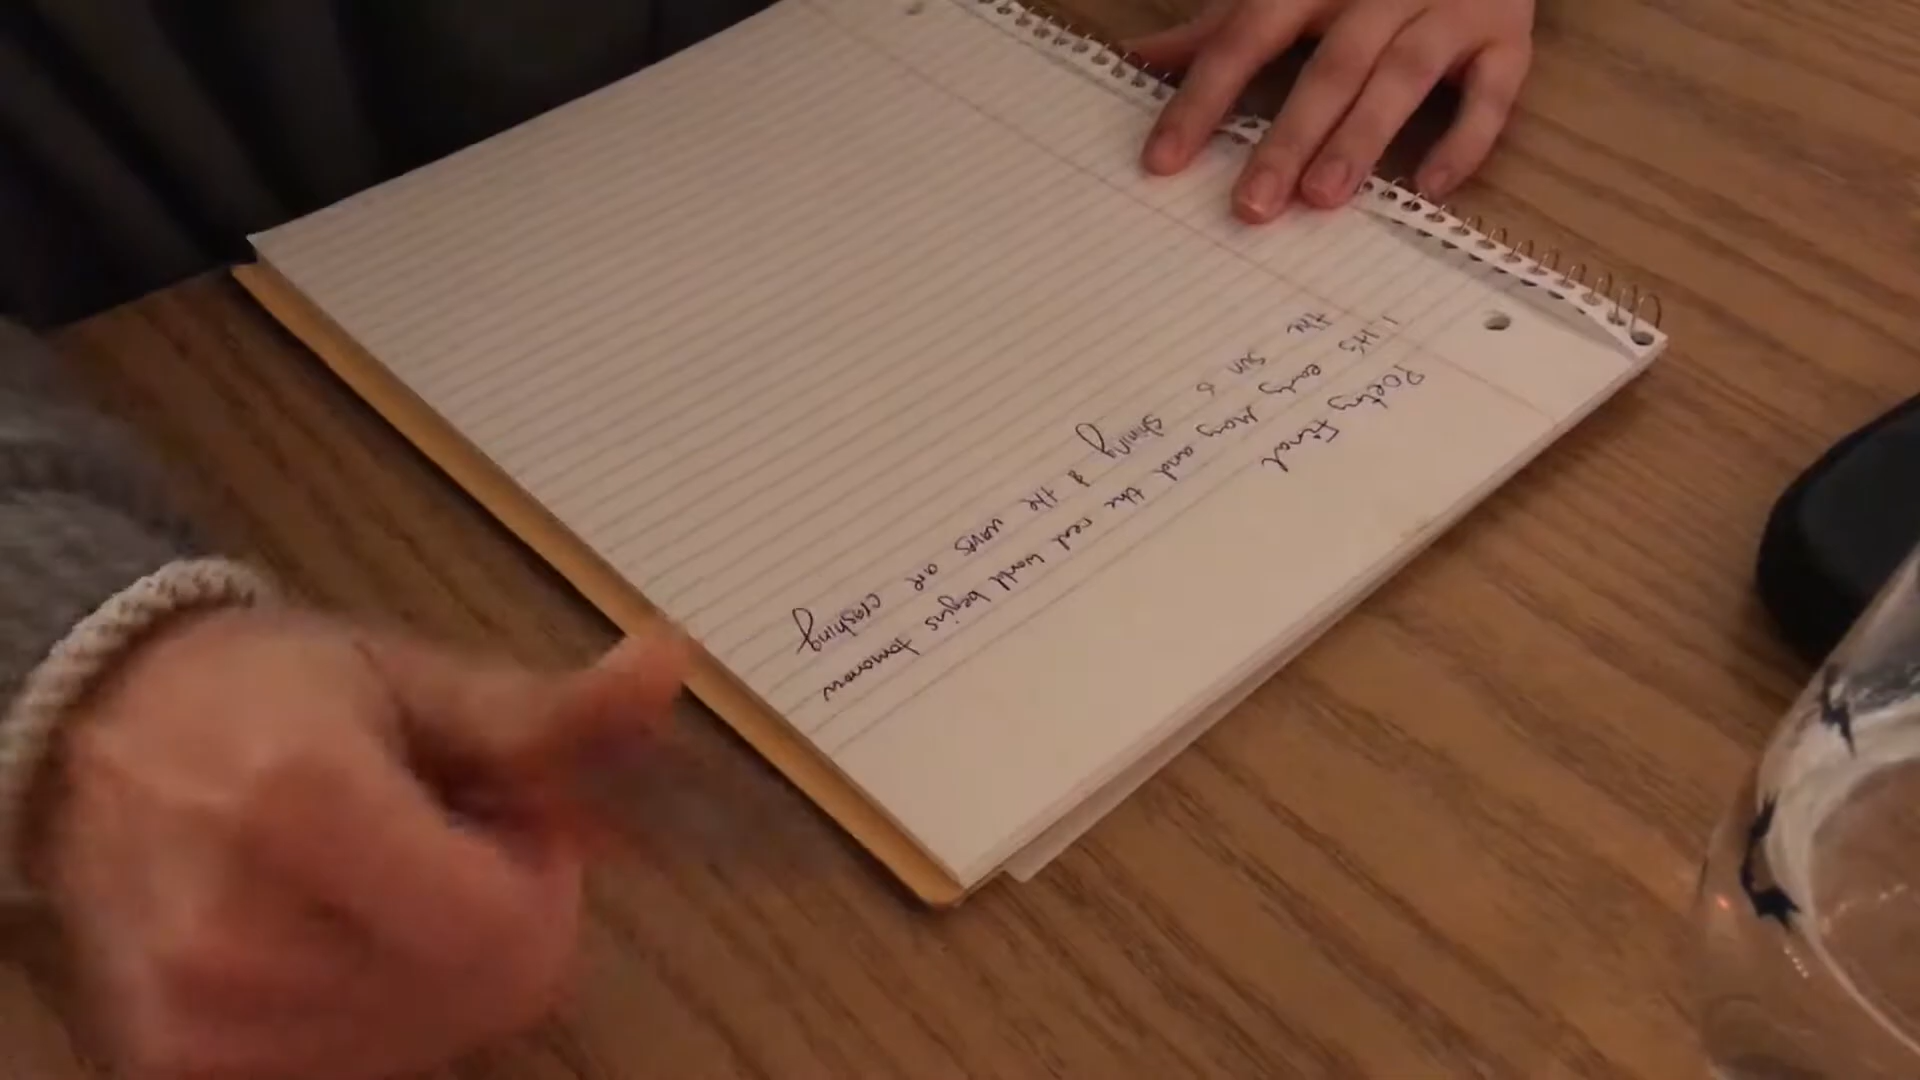 Poetry Final
1. It's early May and the real world begins tomorrow
the sun is shining & the waves are crashing